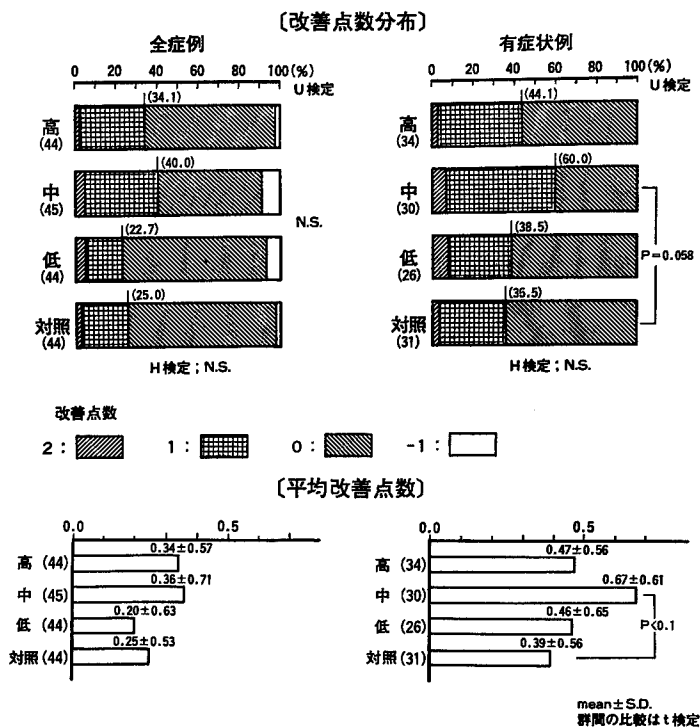 〔改善点数分布〕
全症例
有症状例
0 20 40 60 80 100(%)
0 20 40 60 80 100(%)
U検定
U検定
高
(44)
(34.1)
中
(45)
(40.0)
低
(44)
(22.7)
対照
(44)
(25.0)
N.S.
H検定;N.S.
高
(34)
(44.1)
中
(30)
(60.0)
低
(26)
(38.5)
対照
(31)
(35.5)
P=0.058
H検定;N.S.
改善点数
2: 1: 0: -1:
〔平均改善点数〕
0.0 0.5
高 (44) 0.34±0.57
中 (45) 0.36±0.71
低 (44) 0.20±0.63
対照(44) 0.25±0.53
0.0 0.5
高 (34) 0.47±0.56
中 (30) 0.67±0.61
低 (26) 0.46±0.65
対照(31) 0.39±0.56
P<0.1
mean±S.D.
群間の比較はt検定